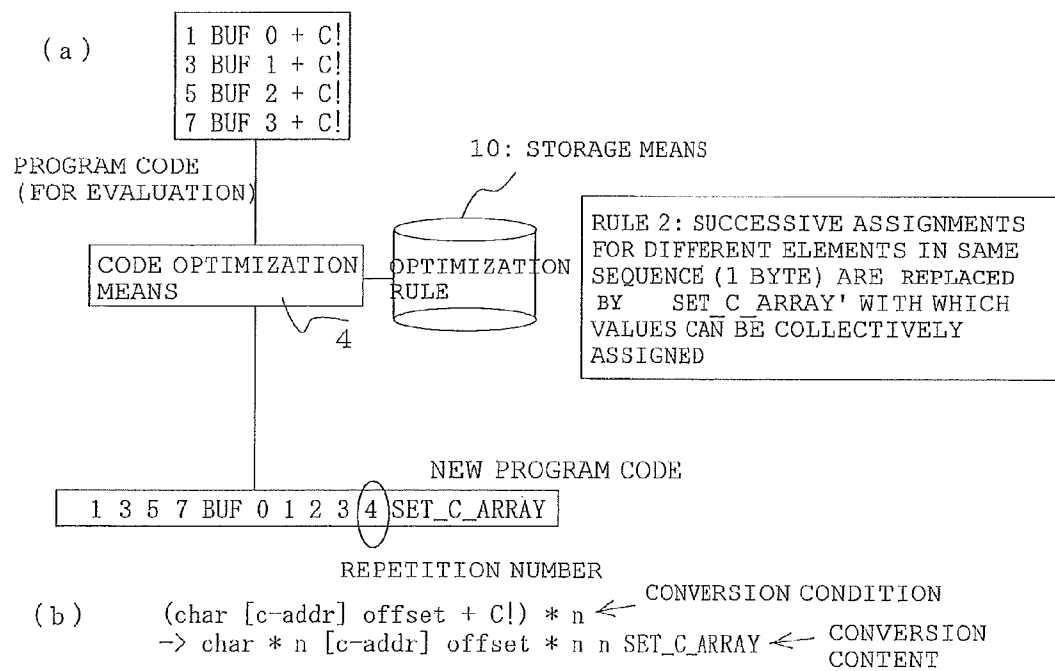 (a)
1 BUF 0 + C!
3 BUF 1 + C!
5 BUF 2 + C!
7 BUF 3 + C!
PROGRAM CODE
(FOR EVALUATION)
10: STORAGE MEANS
CODE OPTIMIZATION
MEANS
4
OPTIMIZATION
RULE
RULE 2: SUCCESSIVE ASSIGNMENTS
FOR DIFFERENT ELEMENTS IN SAME
SEQUENCE (1 BYTE) ARE REPLACED
BY SET_C_ARRAY' WITH WHICH
VALUES CAN BE COLLECTIVELY
ASSIGNED
NEW PROGRAM CODE
1 3 5 7 BUF 0 1 2 3 4 SET_C_ARRAY
REPETITION NUMBER
(b)
(char [c-addr] offset + C!) * n
CONVERSION CONDITION
-> char * n [c-addr] offset * n n SET_C_ARRAY
CONVERSION
CONTENT